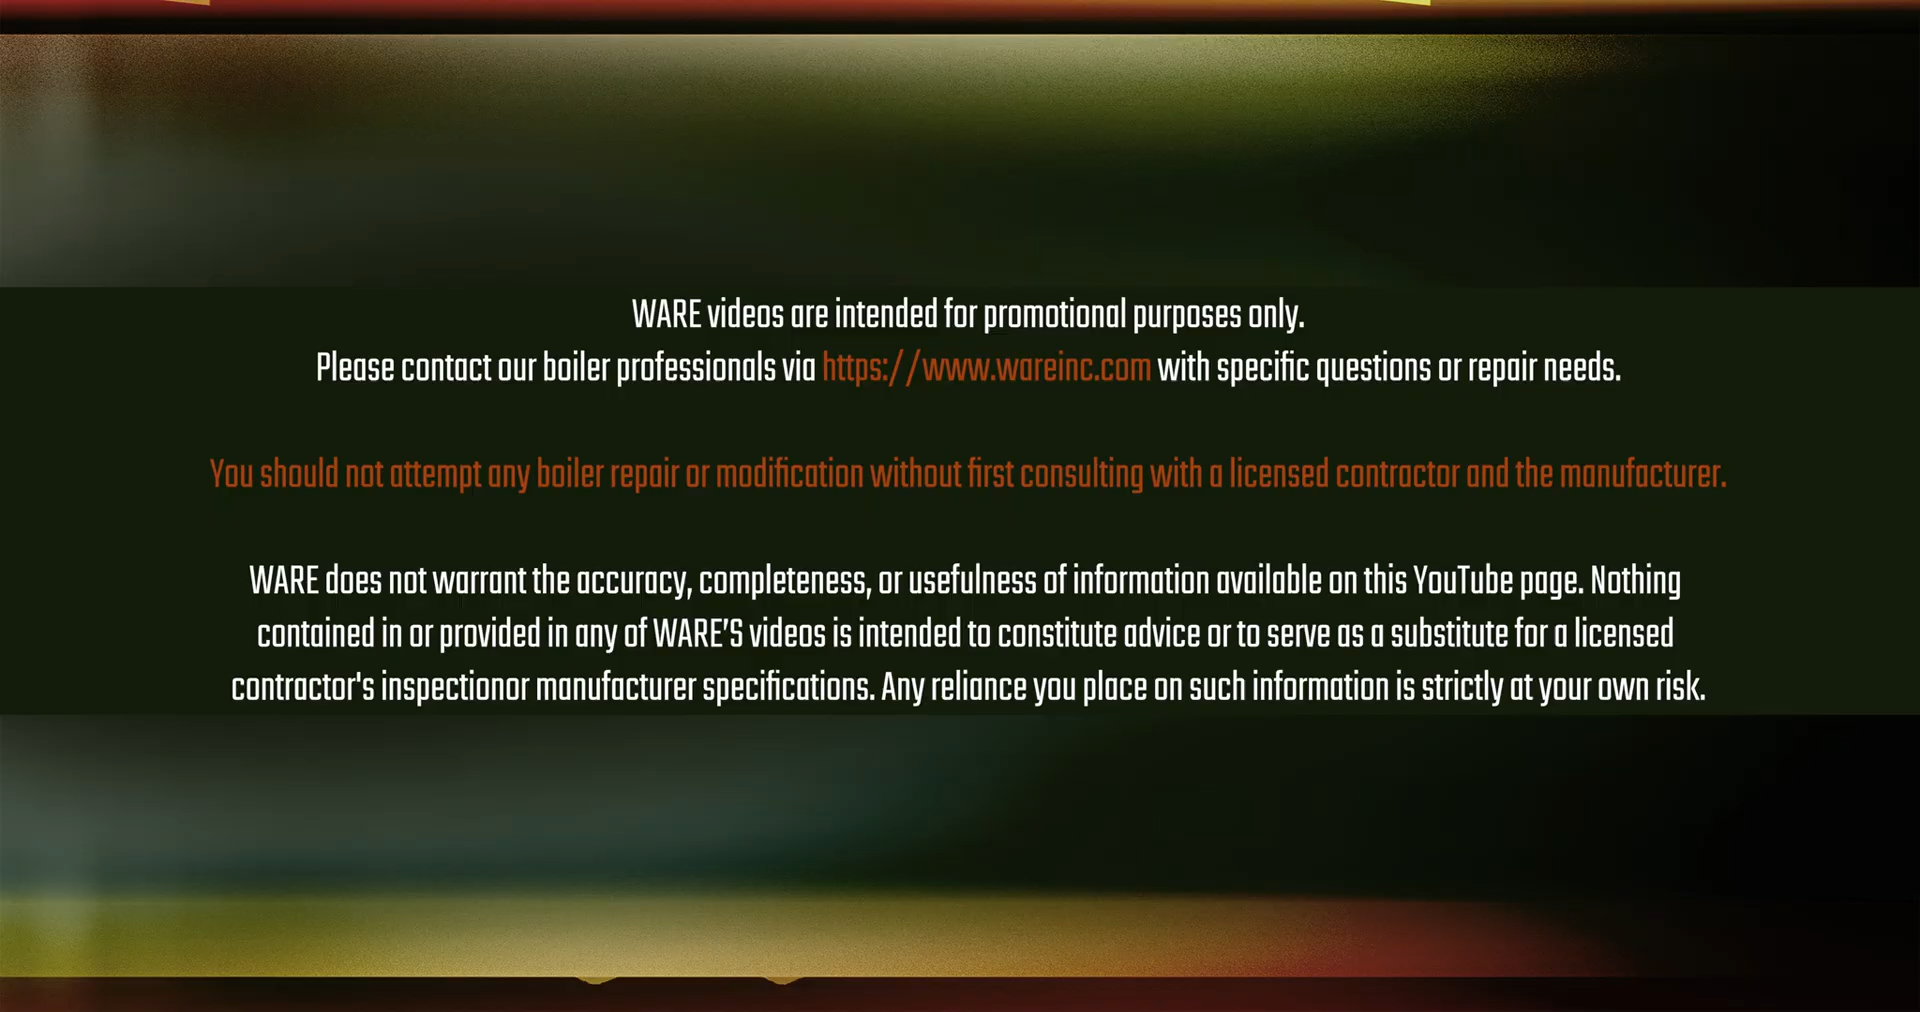 WARE videos are intended for promotional purposes only.
Please contact our boiler professionals via https://www.wareinc.com with specific questions or repair needs.
You should not attempt any boiler repair or modification without first consulting with a licensed contractor and the manufacturer.
WARE does not warrant the accuracy, completeness, or usefulness of information available on this YouTube page. Nothing
contained in or provided in any of WARE’S videos is intended to constitute advice or to serve as a substitute for a licensed
contractor's inspectionor manufacturer specifications. Any reliance you place on such information is strictly at your own risk.